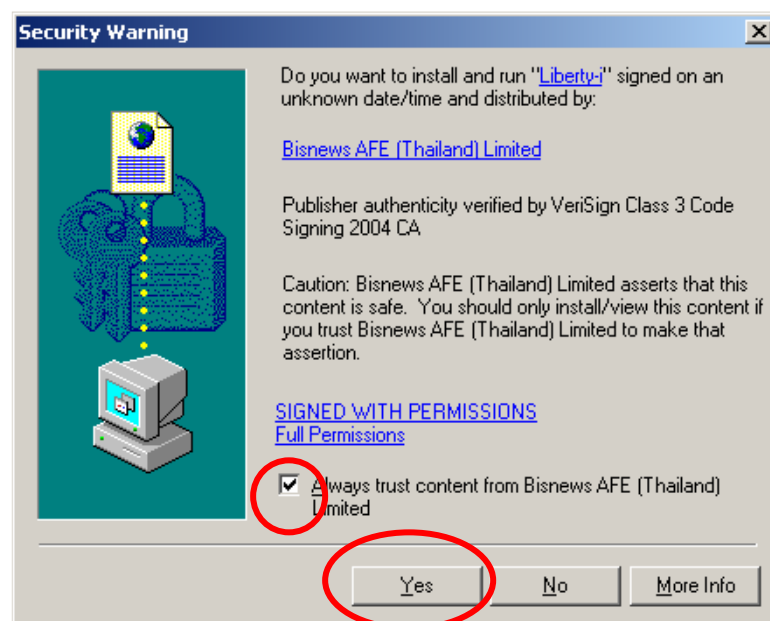 Security Warning
Do you want to install and run "Liberty-i" signed on an
unknown date/time and distributed by:
Bisnews AFE (Thailand) Limited
Publisher authenticity verified by VeriSign Class 3 Code
Signing 2004 CA
Caution: Bisnews AFE (Thailand) Limited asserts that this
content is safe.  You should only install/view this content if
you trust Bisnews AFE (Thailand) Limited to make that
assertion.
SIGNED WITH PERMISSIONS
Full Permissions
Always trust content from Bisnews AFE (Thailand)
Limited
Yes No More Info